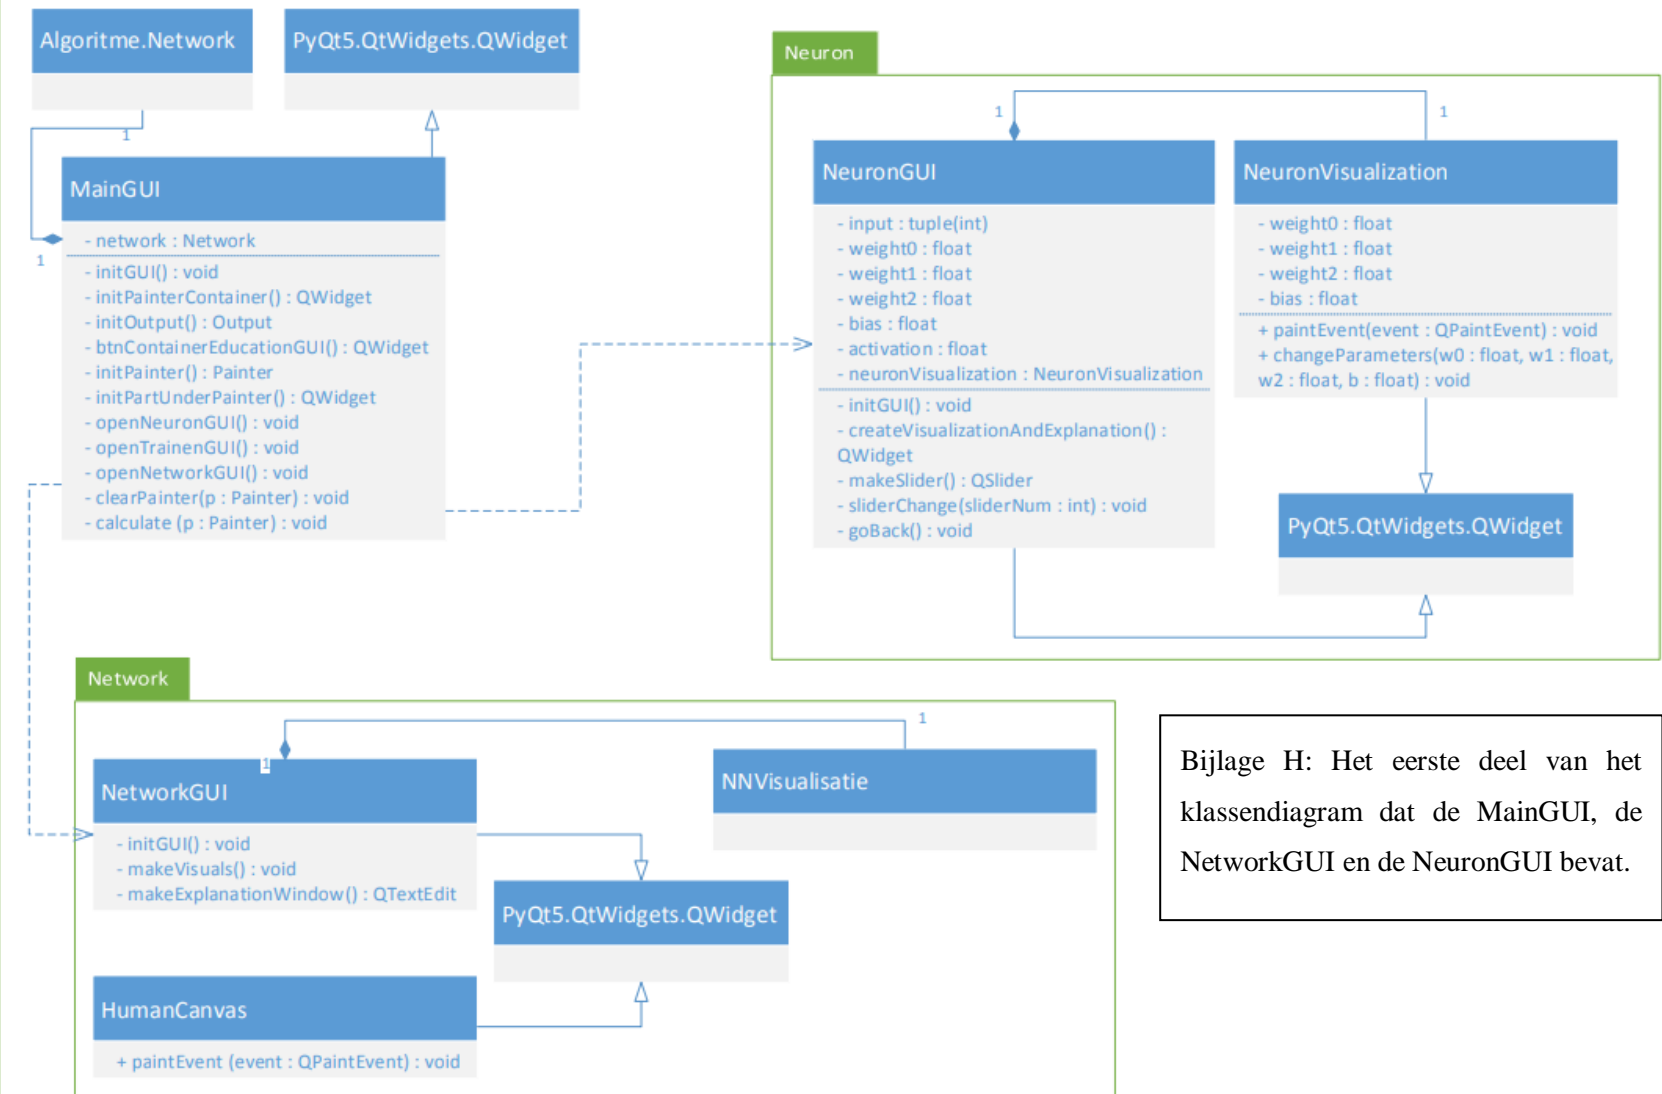 Algoritme.Network
PyQt5.QtWidgets.QWidget
1
1
MainGUI
- network : Network
- initGUI() : void
- initPainterContainer() : QWidget
- initOutput() : Output
- btnContainerEducationGUI() : QWidget
- initPainter() : Painter
- initPartUnderPainter() : QWidget
- openNeuronGUI() : void
- openTrainenGUI() : void
- openNetworkGUI() : void
- clearPainter(p : Painter) : void
- calculate (p : Painter) : void
Neuron
1
1
NeuronGUI
- input : tuple(int)
- weight0 : float
- weight1 : float
- weight2 : float
- bias : float
- activation : float
- neuronVisualization : NeuronVisualization
- initGUI() : void
- createVisualizationAndExplanation() :
QWidget
- makeSlider() : QSlider
- sliderChange(sliderNum : int) : void
- goBack() : void
NeuronVisualization
- weight0 : float
- weight1 : float
- weight2 : float
- bias : float
+ paintEvent(event : QPaintEvent) : void
+ changeParameters(w0 : float, w1 : float,
w2 : float, b : float) : void
PyQt5.QtWidgets.QWidget
Network
1
1
NetworkGUI
- initGUI() : void
- makeVisuals() : void
- makeExplanationWindow() : QTextEdit
NNVisualisatie
PyQt5.QtWidgets.QWidget
HumanCanvas
+ paintEvent (event : QPaintEvent) : void
Bijlage H: Het eerste deel van het
klassendiagram dat de MainGUI, de
NetworkGUI en de NeuronGUI bevat.